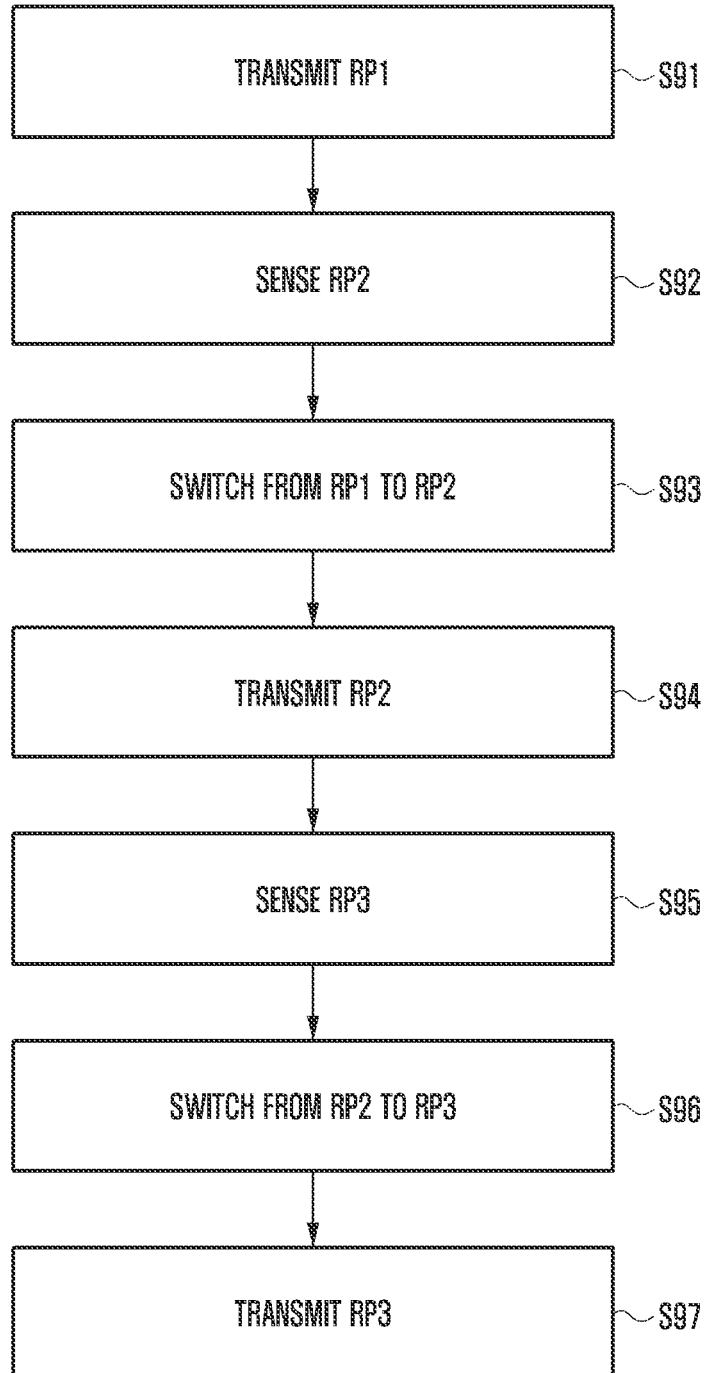 TRANSMIT RP1 S91
SENSE RP2 S92
SWITCH FROM RP1 TO RP2 S93
TRANSMIT RP2 S94
SENSE RP3 S95
SWITCH FROM RP2 TO RP3 S96
TRANSMIT RP3 S97